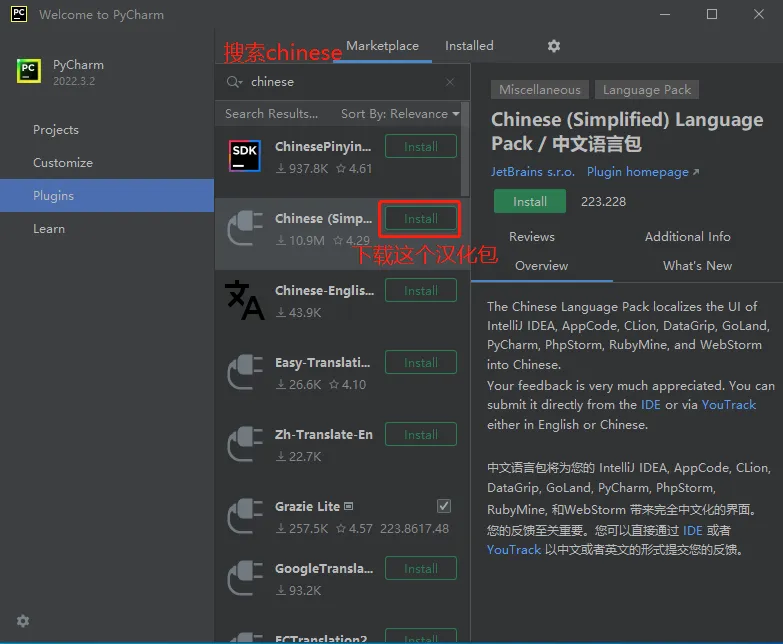 PC Welcome to PyCharm
PC
PyCharm
2022.3.2
Projects
Customize
Plugins
Learn
搜索chinese
Marketplace
Installed
chinese
Search Results...
Sort By: Relevance
SDK
ChinesePinyin...
Install
937.8K 4.61
Chinese (Simp...
Install
10.9M 4.29
下载这个汉化包
Chinese-Englis...
Install
43.9K
Easy-Translati...
Install
26.6K 4.10
Zh-Translate-En
Install
22.7K
Grazie Lite
257.5K 4.57 223.8617.48
GoogleTransla...
Install
93.2K
ECTranslation2
Install
Miscellaneous
Language Pack
Chinese (Simplified) Language
Pack / 中文语言包
JetBrains s.r.o. Plugin homepage ↗
Install
223.228
Reviews
Additional Info
Overview
What's New
The Chinese Language Pack localizes the UI of
IntelliJ IDEA, AppCode, CLion, DataGrip, GoLand,
PyCharm, PhpStorm, RubyMine, and WebStorm
into Chinese.
Your feedback is very much appreciated. You can
submit it directly from the IDE or via YouTrack
either in English or Chinese.
中文语言包将为您的 IntelliJ IDEA, AppCode, CLion,
DataGrip, GoLand, PyCharm, PhpStorm,
RubyMine, 和WebStorm 带来完全中文化的界面。
您的反馈至关重要。您可以直接通过 IDE 或者
YouTrack 以中文或者英文的形式提交您的反馈。